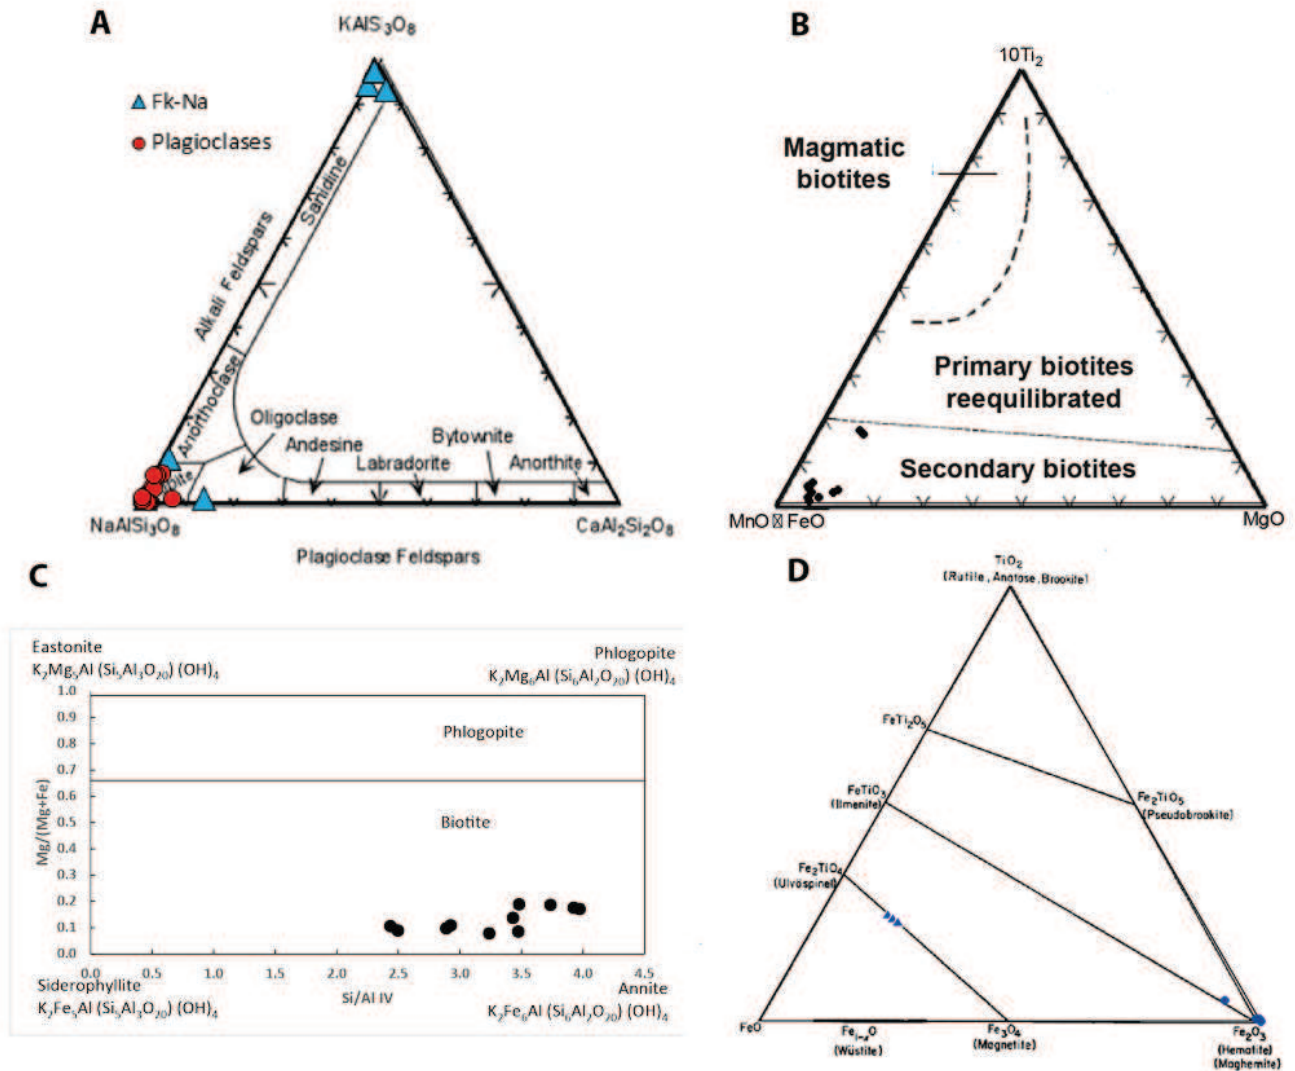 A
KAlS₃O₈
Fk-Na
Plagioclases
Alkali Feldspars
Sanidine
Anorthoclase
Oligoclase
Andesine
Labradorite
Bytownite
Anorthite
NaAlSi₃O₈
CaAl₂Si₂O₈
Plagioclase Feldspars
B
10Ti₂
Magmatic
biotites
Primary biotites
reequilibrated
Secondary biotites
MnO FeO
MgO
C
Eastonite
K₂Mg₅Al (Si₅Al₃O₂₀) (OH)₄
Phlogopite
K₂Mg₆Al (Si₆Al₂O₂₀) (OH)₄
1.0
0.9
0.8
0.7
0.6
0.5
0.4
0.3
0.2
0.1
0.0
Mg/(Mg+Fe)
Phlogopite
Biotite
0.0 0.5 1.0 1.5 2.0 2.5 3.0 3.5 4.0 4.5
Si/Al IV
Siderophyllite
K₂Fe₅Al (Si₅Al₃O₂₀) (OH)₄
Annite
K₂Fe₆Al (Si₆Al₂O₂₀) (OH)₄
D
TiO₂
(Rutile, Anatase, Brookite)
FeTi₂O₅
FeTiO₃
(Ilmenite)
Fe₂TiO₅
(Pseudobrookite)
Fe₂TiO₄
(Ulvöspinel)
FeO
Fe₁₋ₓO
(Wüstite)
Fe₃O₄
(Magnetite)
Fe₂O₃
(Hematite)
(Maghemite)